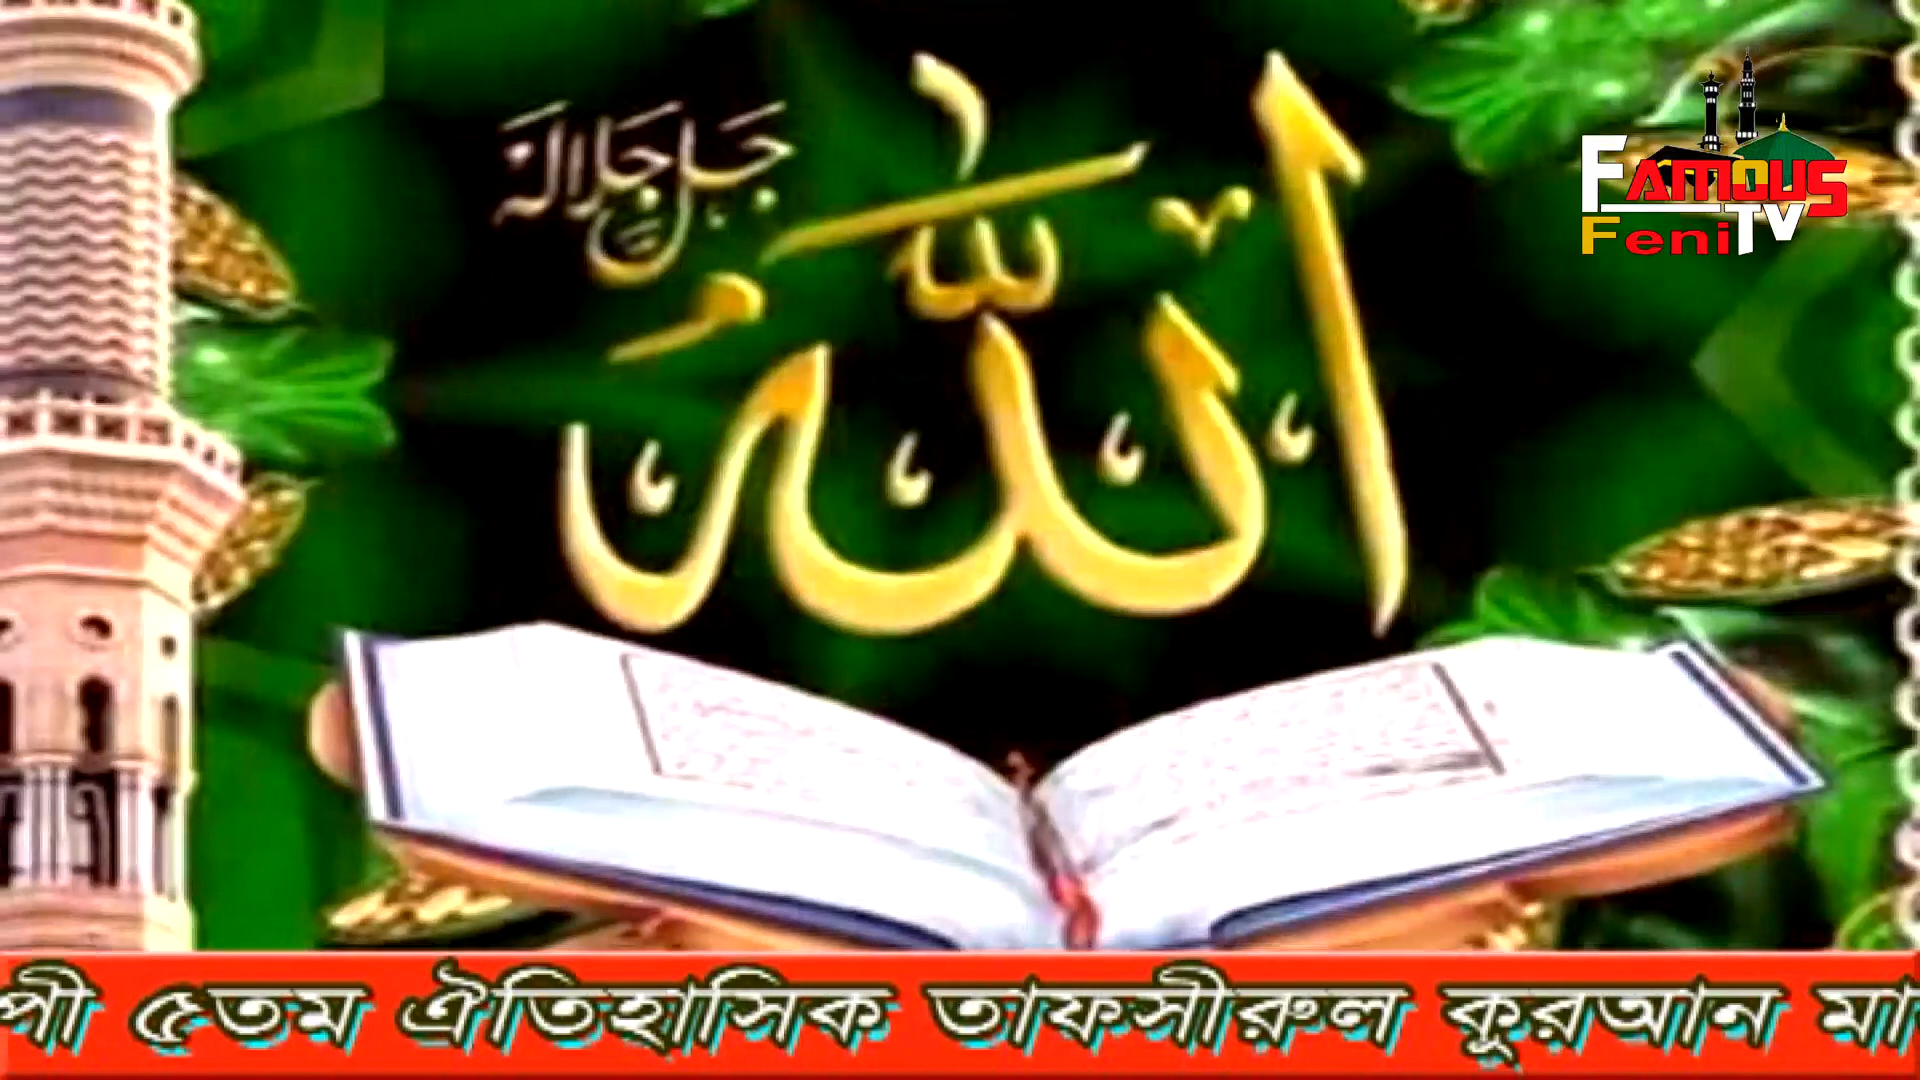 جل جلاله
الله
Famous
Feni TV
পী ৫তম ঐতিহাসিক তাফসীরুল কুরআন মা